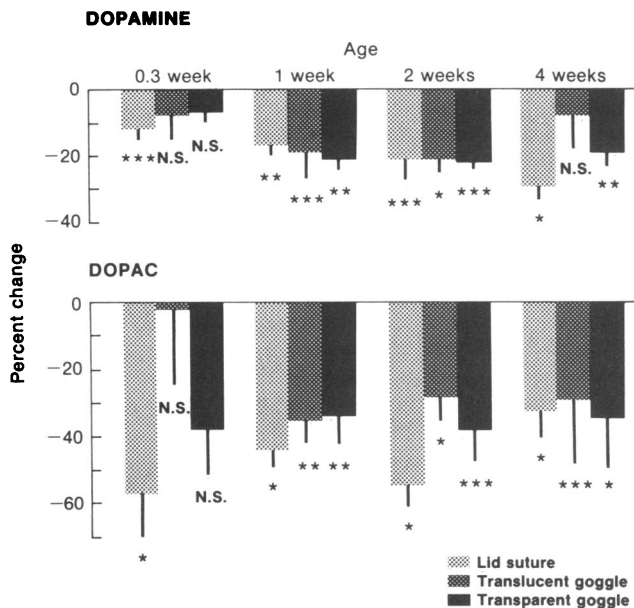 DOPAMINE
Age
0.3 week 1 week 2 weeks 4 weeks
0
−20
−40
★★★ N.S. N.S. ★★ ★★★ ★★ ★★★ ★ ★★★ ★ N.S. ★★
Percent change
DOPAC
0
−20
−40
−60
★ N.S. N.S. ★ ★★ ★★ ★ ★ ★★★ ★ ★★★ ★
Lid suture
Translucent goggle
Transparent goggle